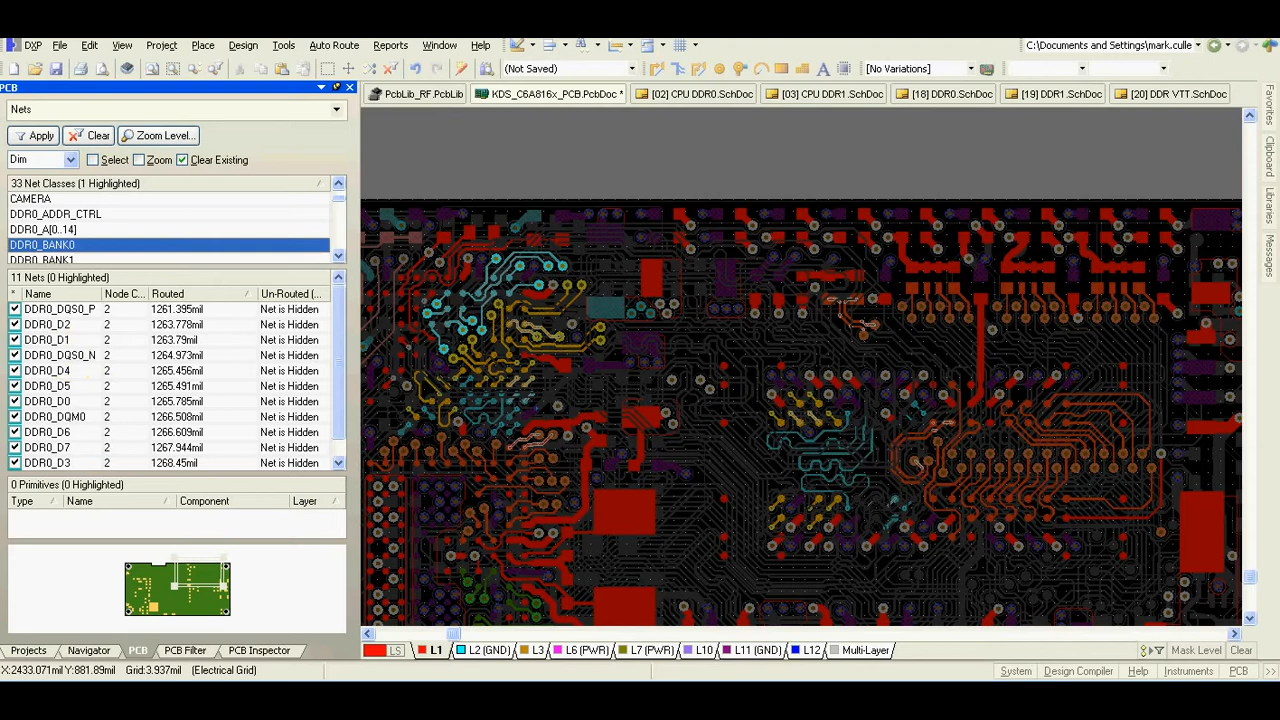 DXP File Edit View Project Place Design Tools Auto Route Reports Window Help C:\Documents and Settings\mark.culle
(Not Saved) [No Variations]
PCB
PcbLib_RF.PcbLib KDS_C6A816x_PCB.PcbDoc * [02] CPU DDR0.SchDoc [03] CPU DDR1.SchDoc [18] DDR0.SchDoc [19] DDR1.SchDoc [20] DDR VTT.SchDoc
Nets
Apply Clear Zoom Level...
Dim Select Zoom Clear Existing
33 Net Classes (1 Highlighted)
CAMERA
DDR0_ADDR_CTRL
DDR0_A[0..14]
DDR0_BANK0
DDR0_BANK1
11 Nets (0 Highlighted)
* Name Node C... Routed Un-Routed (...
DDR0_DQS0_P 2 1261.395mil Net is Hidden
DDR0_D2 2 1263.778mil Net is Hidden
DDR0_D1 2 1263.79mil Net is Hidden
DDR0_DQS0_N 2 1264.973mil Net is Hidden
DDR0_D4 2 1265.456mil Net is Hidden
DDR0_D5 2 1265.491mil Net is Hidden
DDR0_D0 2 1265.785mil Net is Hidden
DDR0_DQM0 2 1266.508mil Net is Hidden
DDR0_D6 2 1266.609mil Net is Hidden
DDR0_D7 2 1267.944mil Net is Hidden
DDR0_D3 2 1268.45mil Net is Hidden
0 Primitives (0 Highlighted)
Type Name Component Layer
Favorites
Clipboard
Libraries
Messages
Projects Navigator PCB PCB Filter PCB Inspector
LS L1 L2 (GND) L3 L6 (PWR) L7 (PWR) L10 L11 (GND) L12 Multi-Layer Mask Level Clear
X:2433.071mil Y:881.89mil Grid:3.937mil (Electrical Grid) System Design Compiler Help Instruments PCB >>